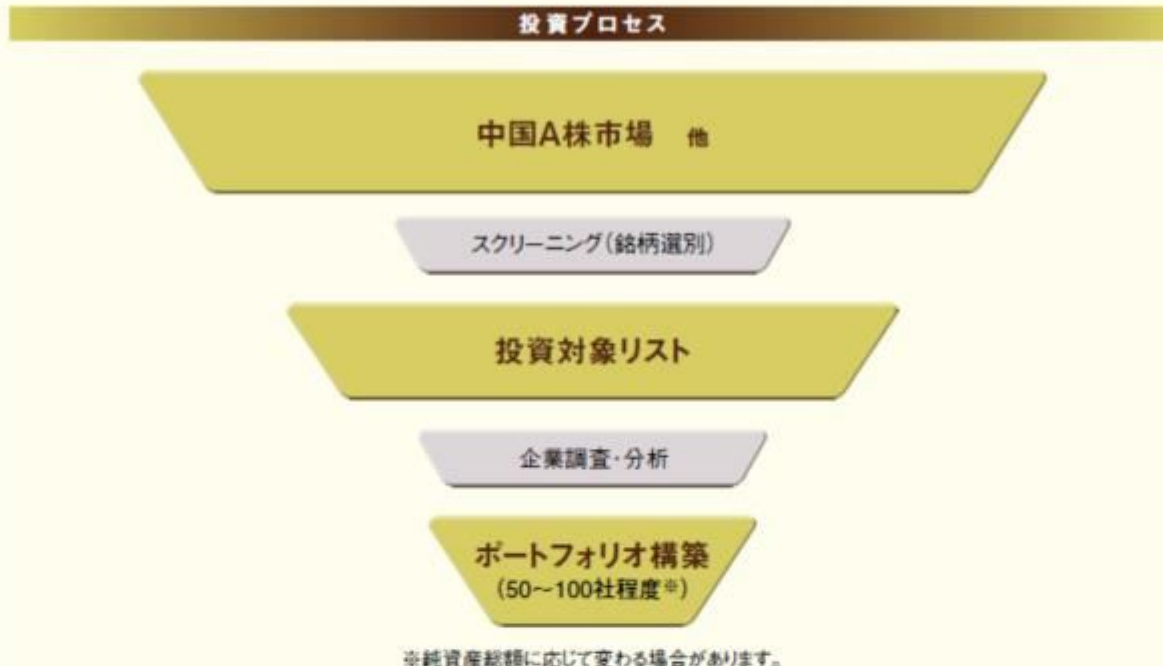 投資プロセス
中国A株市場 他
スクリーニング(銘柄選別)
投資対象リスト
企業調査・分析
ポートフォリオ構築
(50～100社程度※)
※純資産総額に応じて変わる場合があります。